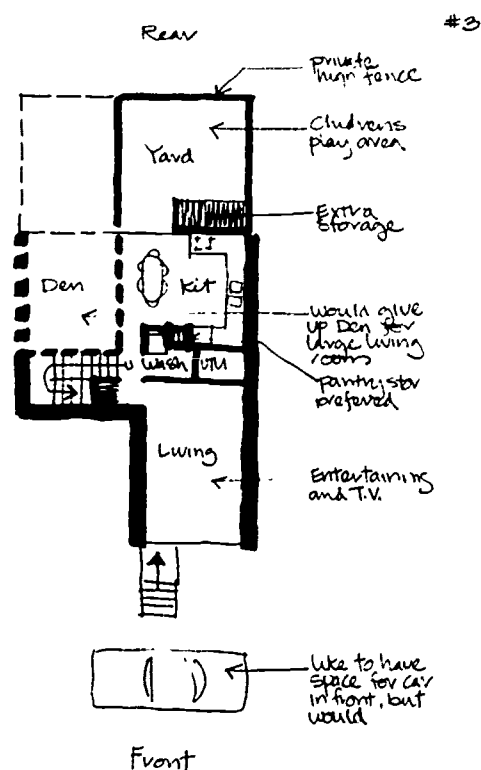 #3
Rear
private
high fence
Childrens
play area.
Yard
Extra
storage
Den
Kit
would give
up Den for
large living
room
wash
UTIL
pantry stor
prefered
Living
Entertaining
and T.V.
like to have
space for car
in front, but
would
Front